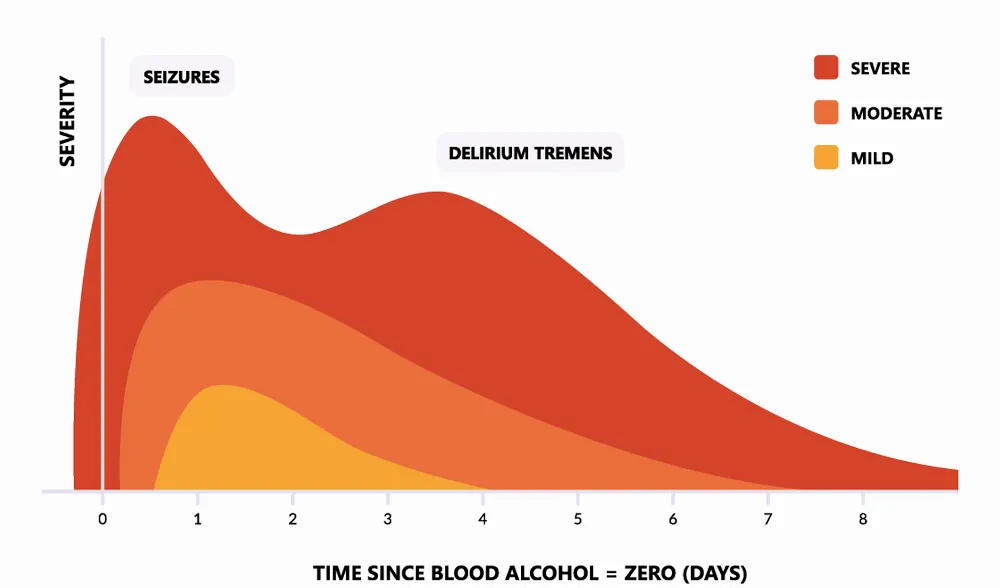 SEVERITY
SEIZURES
DELIRIUM TREMENS
SEVERE
MODERATE
MILD
0 1 2 3 4 5 6 7 8
TIME SINCE BLOOD ALCOHOL = ZERO (DAYS)